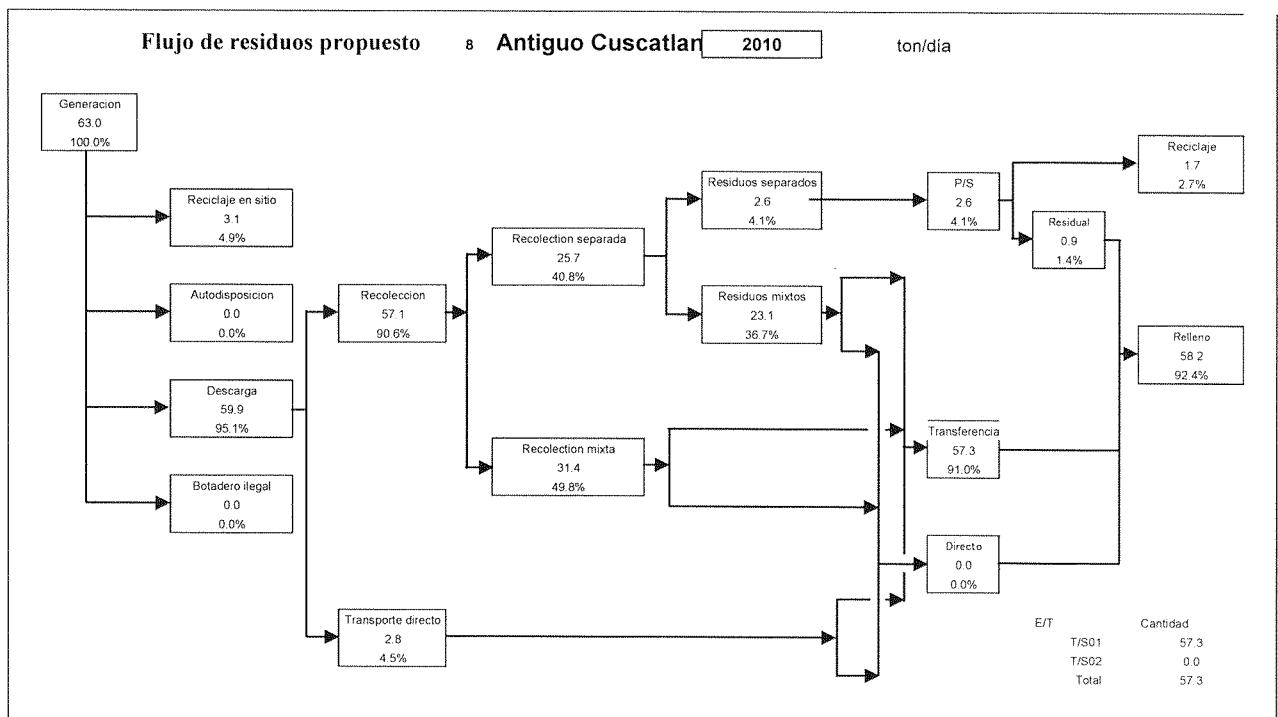 Flujo de residuos propuesto 8 Antiguo Cuscatlan 2010 ton/día
Generacion
63.0
100.0%
Reciclaje en sitio
3.1
4.9%
Autodisposicion
0.0
0.0%
Descarga
59.9
95.1%
Botadero ilegal
0.0
0.0%
Recoleccion
57.1
90.6%
Transporte directo
2.8
4.5%
Recolection separada
25.7
40.8%
Recolection mixta
31.4
49.8%
Residuos separados
2.6
4.1%
Residuos mixtos
23.1
36.7%
P/S
2.6
4.1%
Residual
0.9
1.4%
Reciclaje
1.7
2.7%
Relleno
58.2
92.4%
Transferencia
57.3
91.0%
Directo
0.0
0.0%
E/T Cantidad
T/S01 57.3
T/S02 0.0
Total 57.3